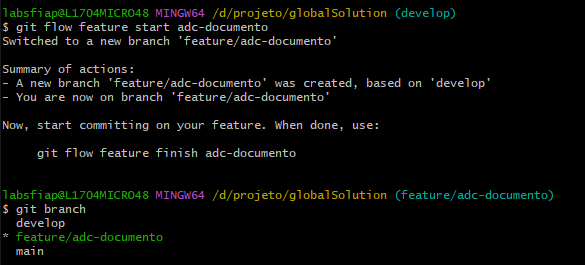 labsfiap@L1704MICRO48 MINGW64 /d/projeto/globalSolution (develop)
$ git flow feature start adc-documento
Switched to a new branch 'feature/adc-documento'
Summary of actions:
- A new branch 'feature/adc-documento' was created, based on 'develop'
- You are now on branch 'feature/adc-documento'
Now, start committing on your feature. When done, use:
git flow feature finish adc-documento
labsfiap@L1704MICRO48 MINGW64 /d/projeto/globalSolution (feature/adc-documento)
$ git branch
develop
* feature/adc-documento
main